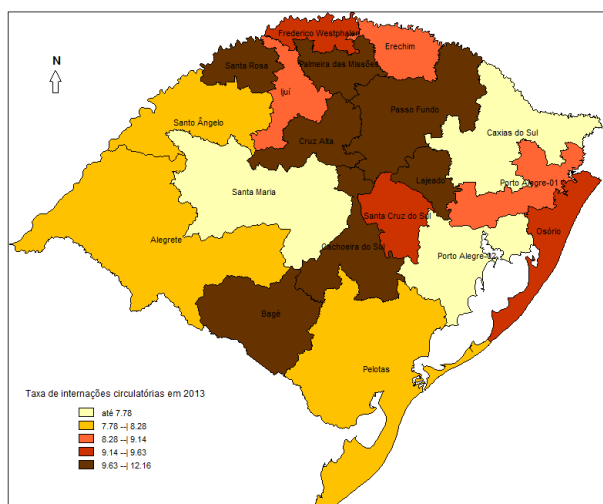 Frederico Westphalen
Erechim
N
Santa Rosa
Palmeira das Missões
Ijuí
Passo Fundo
Santo Ângelo
Caxias do Sul
Cruz Alta
Lajeado
Porto Alegre-01
Santa Maria
Santa Cruz do Sul
Osório
Alegrete
Cachoeira do Sul
Porto Alegre-02
Bagé
Pelotas
Taxa de internações circulatórias em 2013
até 7.78
7.78 --| 8.28
8.28 --| 9.14
9.14 --| 9.63
9.63 --| 12.16